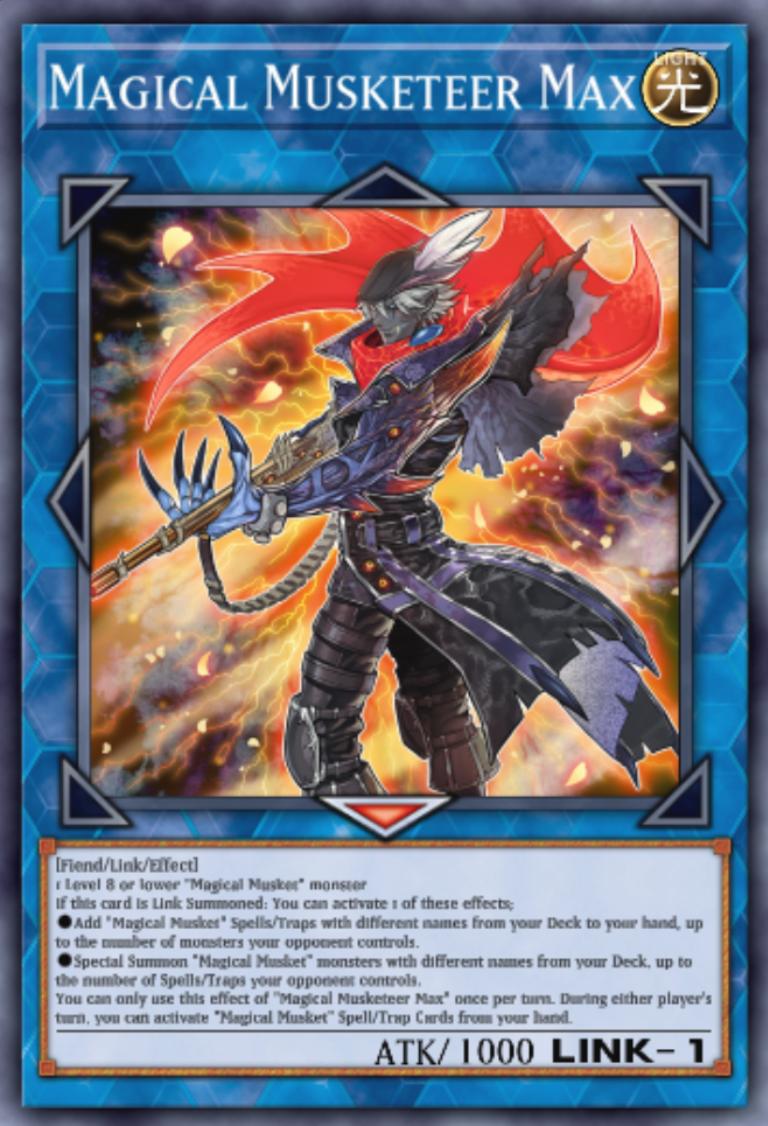 MAGICAL MUSKETEER MAX
LIGHT
光
[Fiend/Link/Effect]
1 Level 8 or lower "Magical Musket" monster
If this card is Link Summoned: You can activate 1 of these effects;
●Add "Magical Musket" Spells/Traps with different names from your Deck to your hand, up
to the number of monsters your opponent controls.
●Special Summon "Magical Musket" monsters with different names from your Deck, up to
the number of Spells/Traps your opponent controls.
You can only use this effect of "Magical Musketeer Max" once per turn. During either player's
turn, you can activate "Magical Musket" Spell/Trap Cards from your hand.
ATK/ 1000 LINK- 1